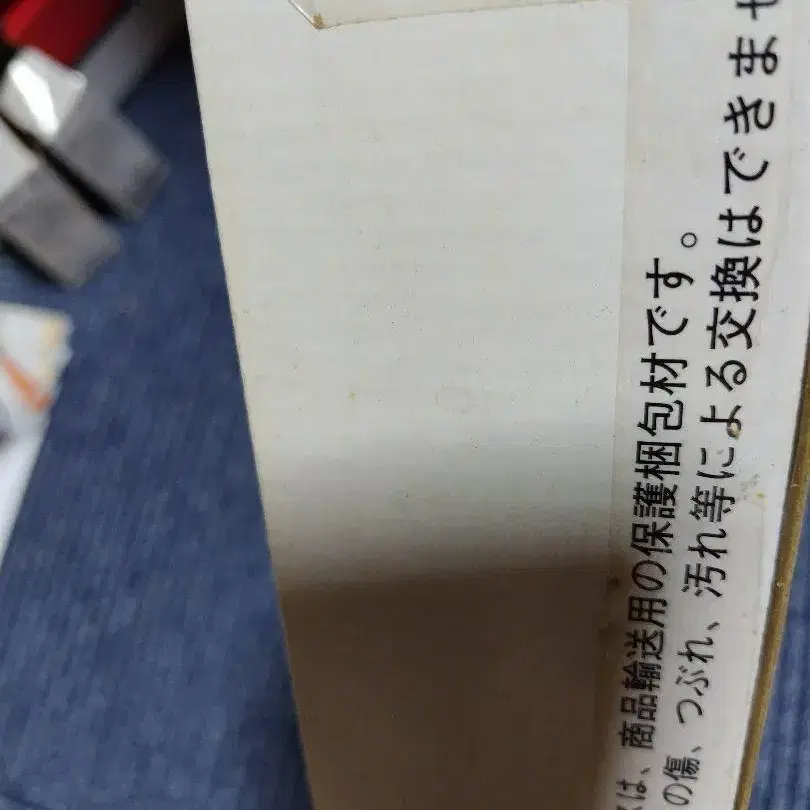 は、商品輸送用の保護梱包材です。
の傷、つぶれ、汚れ等による交換はできませ